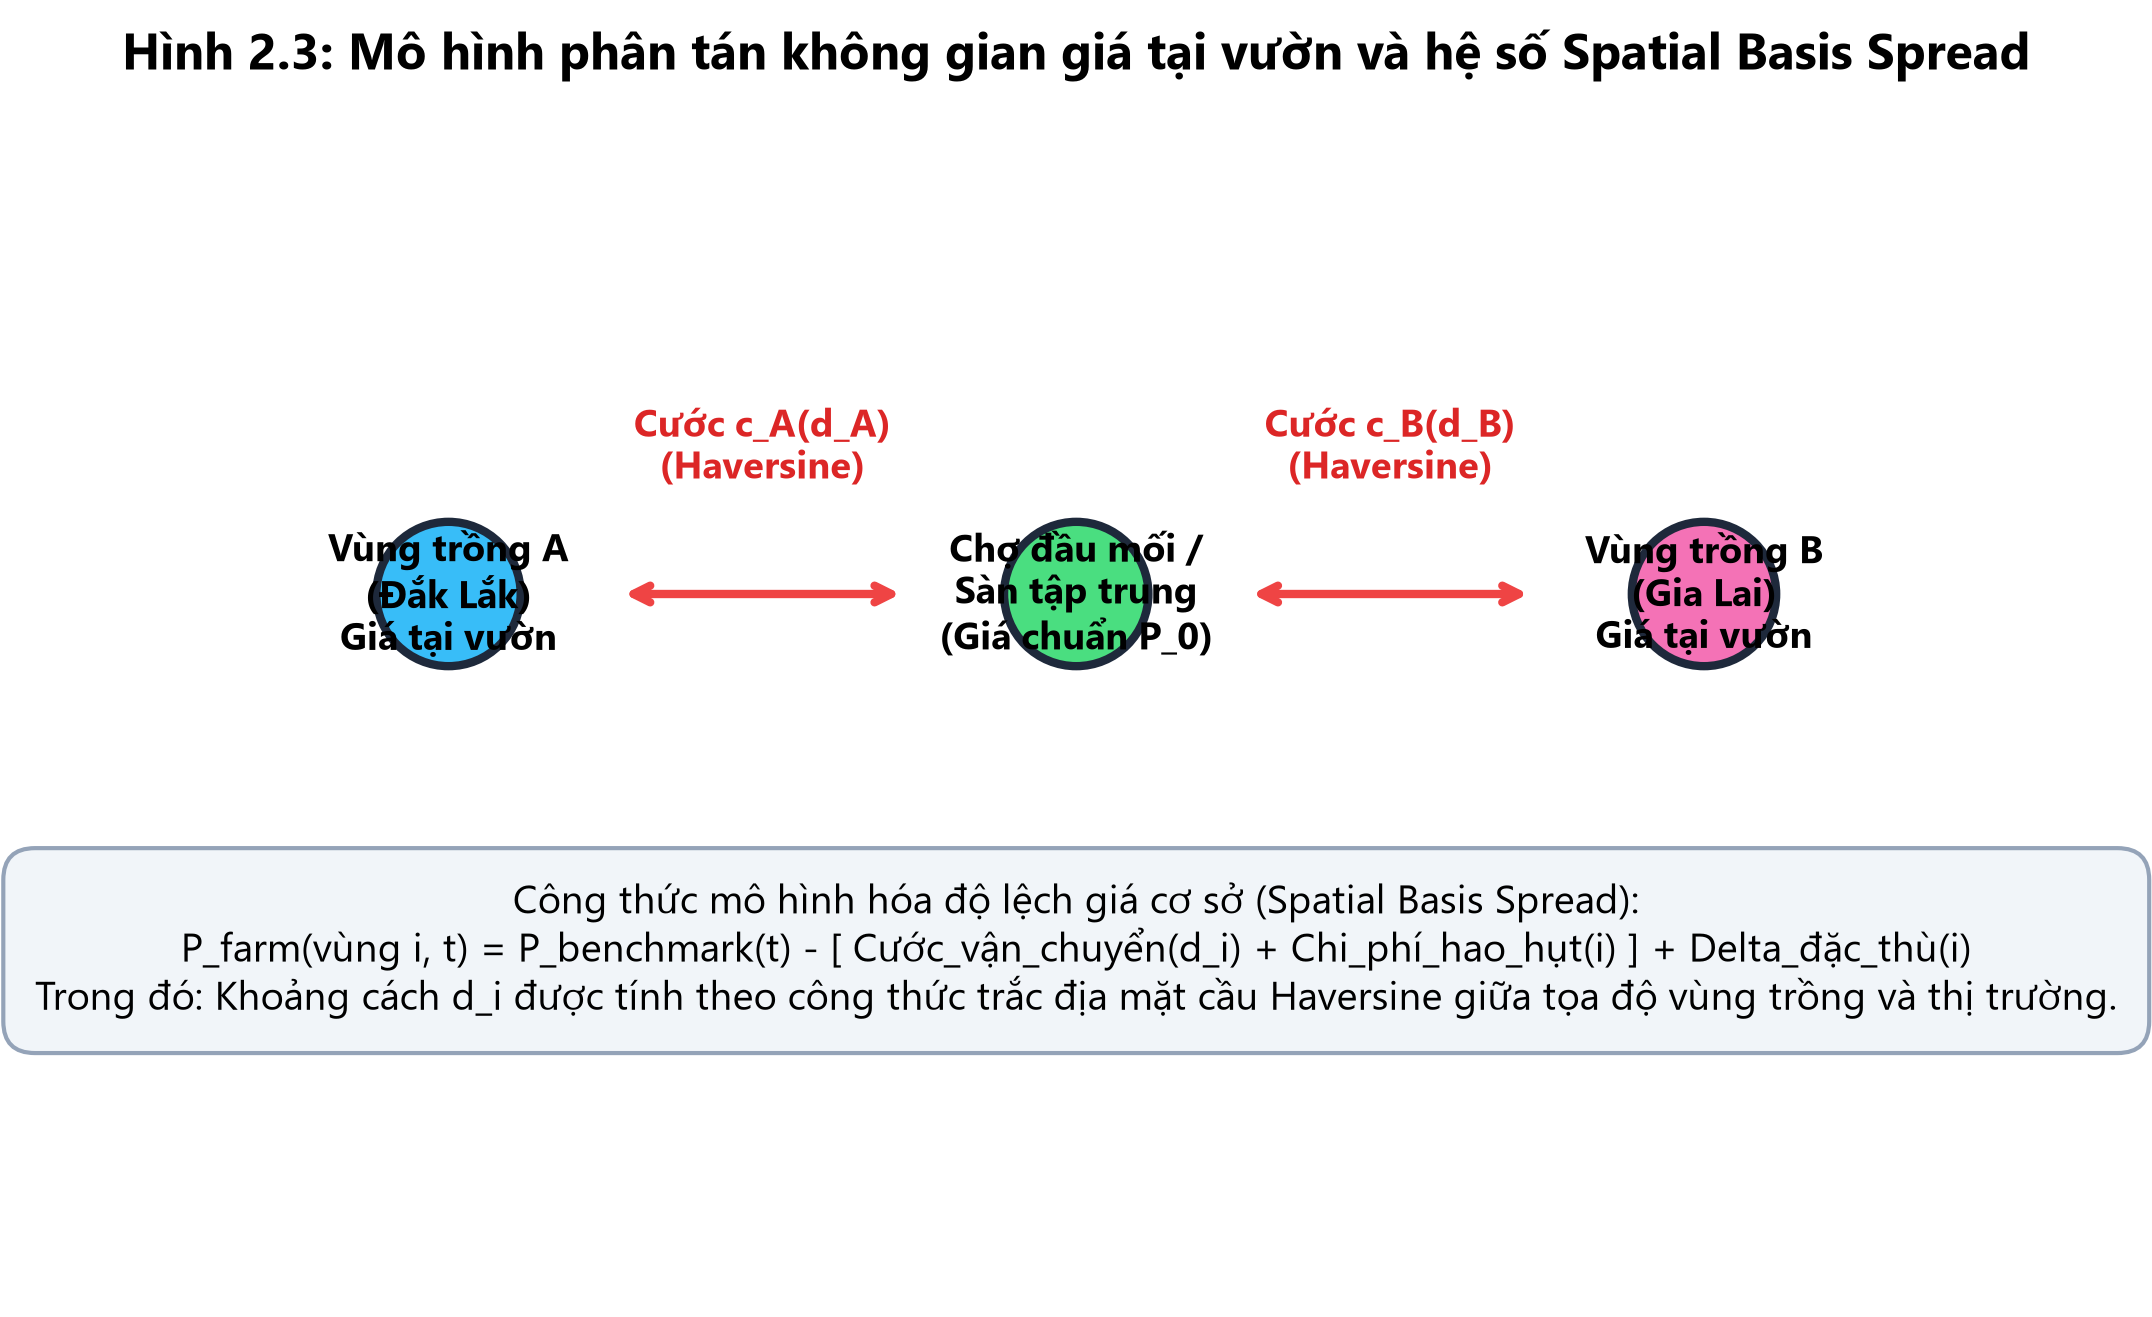 Hình 2.3: Mô hình phân tán không gian giá tại vườn và hệ số Spatial Basis Spread
Cước c_A(d_A)
(Haversine)
Cước c_B(d_B)
(Haversine)
Vùng trồng A
(Đắk Lắk)
Giá tại vườn
Chợ đầu mối /
Sàn tập trung
(Giá chuẩn P_0)
Vùng trồng B
(Gia Lai)
Giá tại vườn
Công thức mô hình hóa độ lệch giá cơ sở (Spatial Basis Spread):
P_farm(vùng i, t) = P_benchmark(t) - [ Cước_vận_chuyển(d_i) + Chi_phí_hao_hụt(i) ] + Delta_đặc_thù(i)
Trong đó: Khoảng cách d_i được tính theo công thức trắc địa mặt cầu Haversine giữa tọa độ vùng trồng và thị trường.